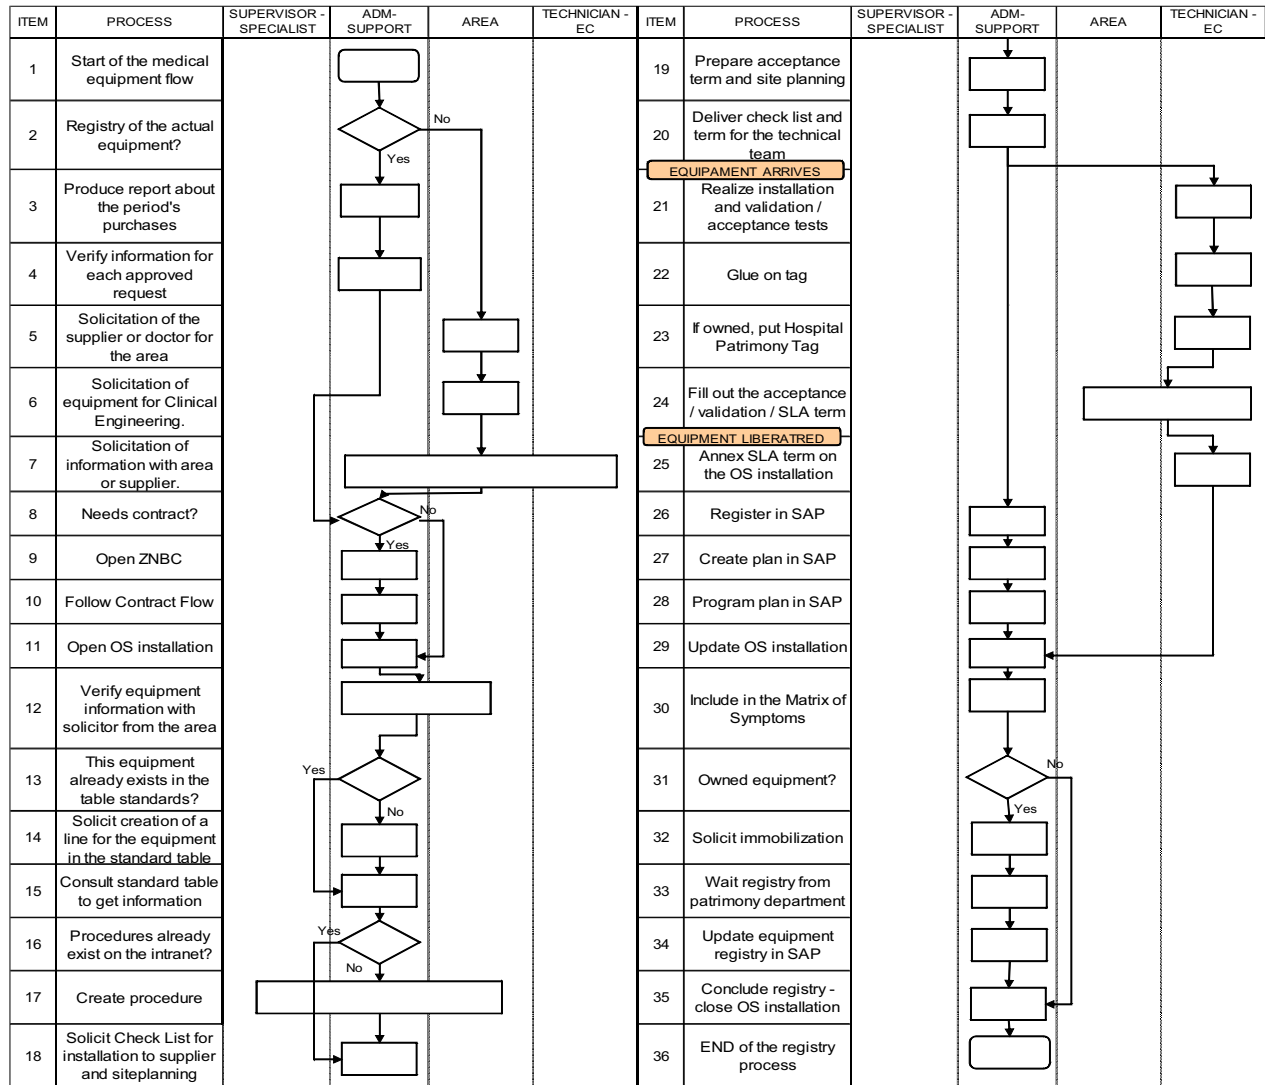 ITEM
PROCESS
SUPERVISOR -
SPECIALIST
ADM-
SUPPORT
AREA
TECHNICIAN -
EC
1
Start of the medical
equipment flow
2
Registry of the actual
equipment?
No
Yes
3
Produce report about
the period's
purchases
4
Verify information for
each approved
request
5
Solicitation of the
supplier or doctor for
the area
6
Solicitation of
equipment for Clinical
Engineering.
7
Solicitation of
information with area
or supplier.
8
Needs contract?
No
Yes
9
Open ZNBC
10
Follow Contract Flow
11
Open OS installation
12
Verify equipment
information with
solicitor from the area
13
This equipment
already exists in the
table standards?
Yes
No
14
Solicit creation of a
line for the equipment
in the standard table
15
Consult standard table
to get information
16
Procedures already
exist on the intranet?
Yes
No
17
Create procedure
18
Solicit Check List for
installation to supplier
and siteplanning
ITEM
PROCESS
SUPERVISOR -
SPECIALIST
ADM-
SUPPORT
AREA
TECHNICIAN -
EC
19
Prepare acceptance
term and site planning
20
Deliver check list and
term for the technical
team
EQUIPAMENT ARRIVES
21
Realize installation
and validation /
acceptance tests
22
Glue on tag
23
If owned, put Hospital
Patrimony Tag
24
Fill out the acceptance
/ validation / SLA term
EQUIPMENT LIBERATRED
25
Annex SLA term on
the OS installation
26
Register in SAP
27
Create plan in SAP
28
Program plan in SAP
29
Update OS installation
30
Include in the Matrix of
Symptoms
31
Owned equipment?
No
Yes
32
Solicit immobilization
33
Wait registry from
patrimony department
34
Update equipment
registry in SAP
35
Conclude registry -
close OS installation
36
END of the registry
process